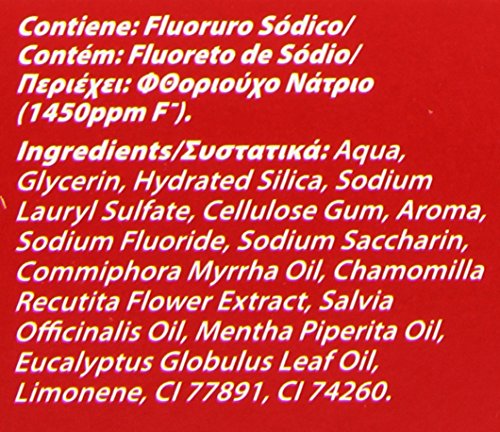 Contiene: Fluoruro Sódico/
Contém: Fluoreto de Sódio/
Περιέχει: ΦΘοριούχο Νάτριο
(1450ppm F⁻).
Ingredients/Συστατικά: Aqua,
Glycerin, Hydrated Silica, Sodium
Lauryl Sulfate, Cellulose Gum, Aroma,
Sodium Fluoride, Sodium Saccharin,
Commiphora Myrrha Oil, Chamomilla
Recutita Flower Extract, Salvia
Officinalis Oil, Mentha Piperita Oil,
Eucalyptus Globulus Leaf Oil,
Limonene, CI 77891, CI 74260.